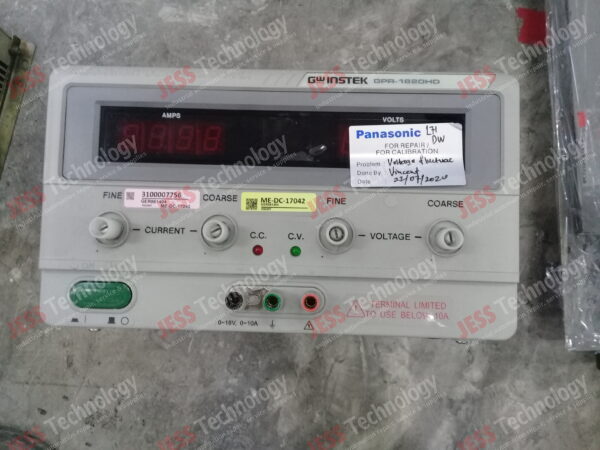 GWINSTEK GPR-1820HD
AMPS
VOLTS
Panasonic LH
DW
FOR REPAIR /
FOR CALIBRATION
Problem : Voltage
Done By : Vincent
Date : 22/07/2020
FINE
3100007756
COARSE
ME-DC-17042
FINE
COARSE
CURRENT
C.C.
C.V.
VOLTAGE
0~18V, 0~10A
TERMINAL LIMITED
TO USE BELOW 10A
JESS Technology